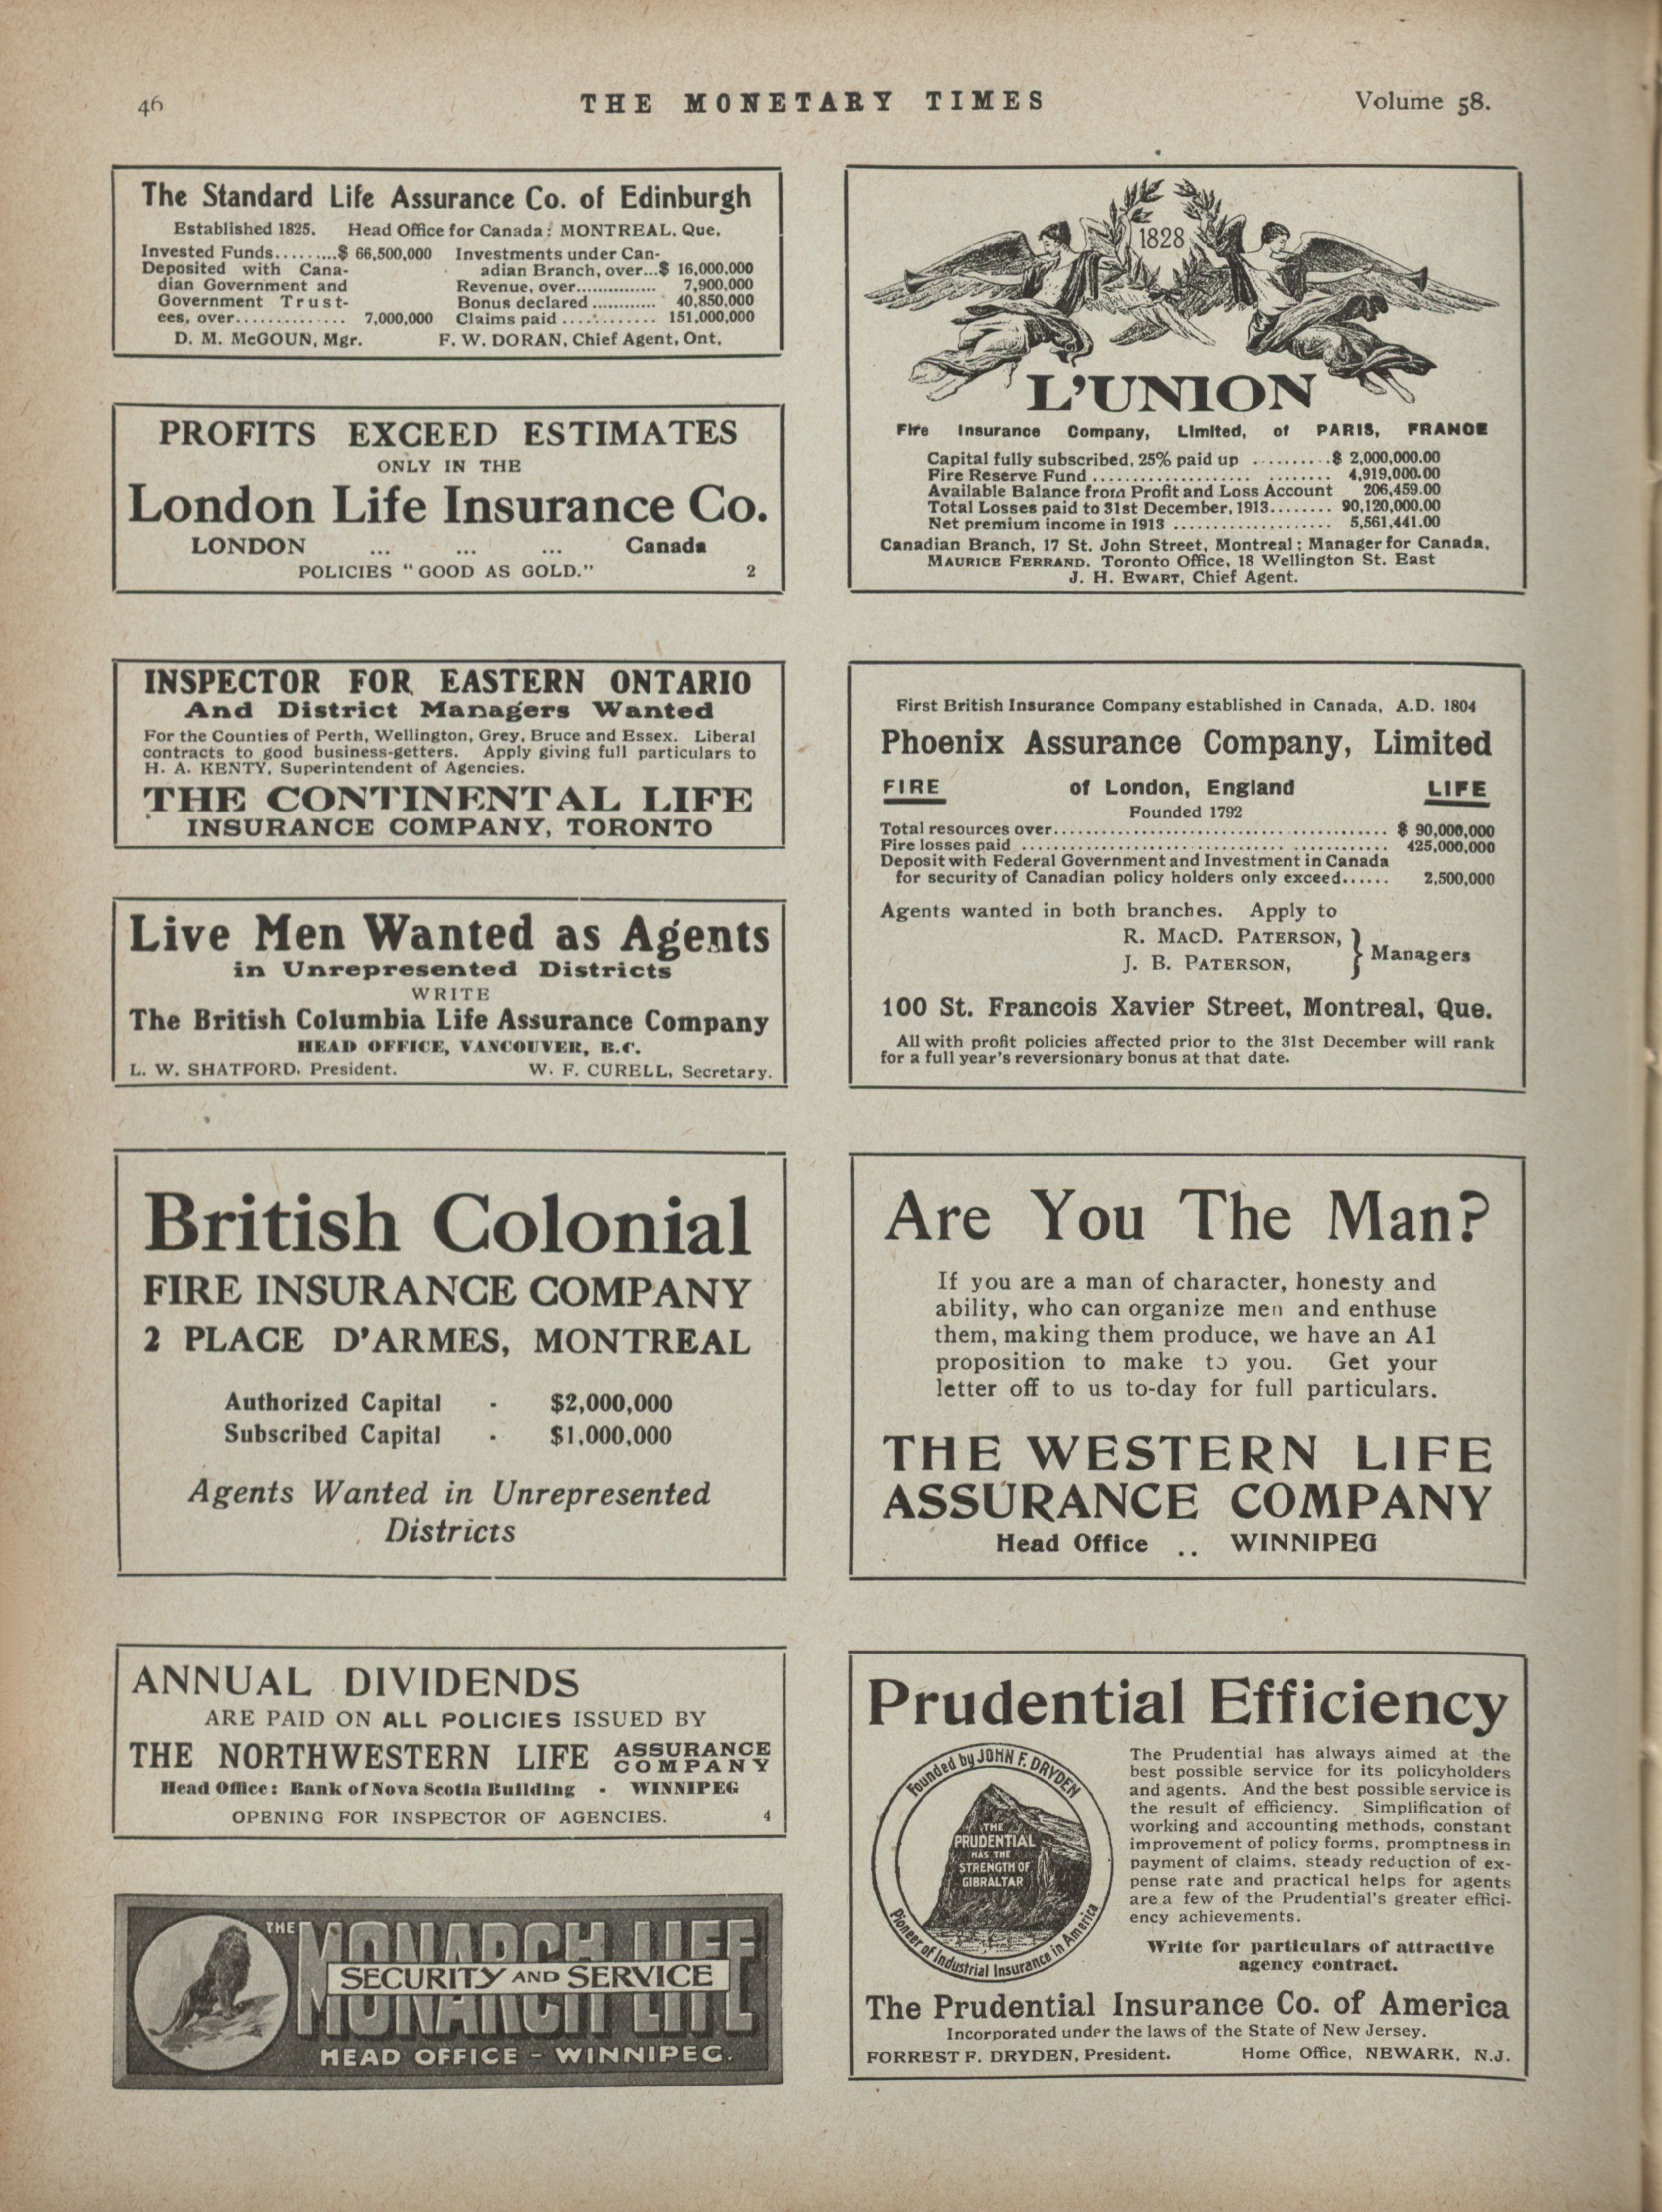 46
THE MONETARY TIMES
Volume 58.
The Standard Life Assurance Co. of Edinburgh
Established 1825. Head Office for Canada: MONTREAL, Que.
Invested Funds.........$ 66,500,000
Deposited with Cana-
dian Government and
Government Trust-
ees, over.............. 7,000,000
Investments under Can-
adian Branch, over...$ 16,000,000
Revenue, over............... 7,900,000
Bonus declared ............ 40,850,000
Claims paid ............. 151,000,000
D. M. McGOUN, Mgr. F. W. DORAN, Chief Agent, Ont.
PROFITS EXCEED ESTIMATES
ONLY IN THE
London Life Insurance Co.
LONDON ... ... ... Canada
POLICIES "GOOD AS GOLD." 2
INSPECTOR FOR EASTERN ONTARIO
And District Managers Wanted
For the Counties of Perth, Wellington, Grey, Bruce and Essex. Liberal
contracts to good business-getters. Apply giving full particulars to
H. A. KENTY, Superintendent of Agencies.
THE CONTINENTAL LIFE
INSURANCE COMPANY, TORONTO
Live Men Wanted as Agents
in Unrepresented Districts
WRITE
The British Columbia Life Assurance Company
HEAD OFFICE, VANCOUVER, B.C.
L. W. SHATFORD, President. W. F. CURELL, Secretary.
British Colonial
FIRE INSURANCE COMPANY
2 PLACE D'ARMES, MONTREAL
Authorized Capital - $2,000,000
Subscribed Capital - $1,000,000
Agents Wanted in Unrepresented
Districts
ANNUAL DIVIDENDS
ARE PAID ON ALL POLICIES ISSUED BY
THE NORTHWESTERN LIFE ASSURANCE COMPANY
Head Office: Bank of Nova Scotia Building - WINNIPEG
OPENING FOR INSPECTOR OF AGENCIES. 4
THE MONARCH LIFE
SECURITY AND SERVICE
MONARCH LIFE
HEAD OFFICE - WINNIPEG.
1828
L'UNION
Fire Insurance Company, Limited, of PARIS, FRANCE
Capital fully subscribed, 25% paid up ..........$ 2,000,000.00
Fire Reserve Fund ............................. 4,919,000.00
Available Balance from Profit and Loss Account 206,459.00
Total Losses paid to 31st December, 1913........ 90,120,000.00
Net premium income in 1913 .................... 5,561,441.00
Canadian Branch, 17 St. John Street, Montreal; Manager for Canada,
MAURICE FERRAND. Toronto Office, 18 Wellington St. East
J. H. EWART, Chief Agent.
First British Insurance Company established in Canada, A.D. 1804
Phoenix Assurance Company, Limited
FIRE of London, England LIFE
Founded 1792
Total resources over............................................ $ 90,000,000
Fire losses paid ................................................ 425,000,000
Deposit with Federal Government and Investment in Canada
for security of Canadian policy holders only exceed...... 2,500,000
Agents wanted in both branches. Apply to
R. MACD. PATERSON,
J. B. PATERSON, } Managers
100 St. Francois Xavier Street, Montreal, Que.
All with profit policies affected prior to the 31st December will rank
for a full year's reversionary bonus at that date.
Are You The Man?
If you are a man of character, honesty and
ability, who can organize men and enthuse
them, making them produce, we have an A1
proposition to make to you. Get your
letter off to us to-day for full particulars.
THE WESTERN LIFE
ASSURANCE COMPANY
Head Office .. WINNIPEG
Prudential Efficiency
Founded by JOHN F. DRYDEN
THE
PRUDENTIAL
HAS THE
STRENGTH OF
GIBRALTAR
Pioneer of Industrial Insurance in America
The Prudential has always aimed at the
best possible service for its policyholders
and agents. And the best possible service is
the result of efficiency. Simplification of
working and accounting methods, constant
improvement of policy forms, promptness in
payment of claims, steady reduction of ex-
pense rate and practical helps for agents
are a few of the Prudential's greater effici-
ency achievements.
Write for particulars of attractive
agency contract.
The Prudential Insurance Co. of America
Incorporated under the laws of the State of New Jersey.
FORREST F. DRYDEN, President. Home Office, NEWARK, N.J.